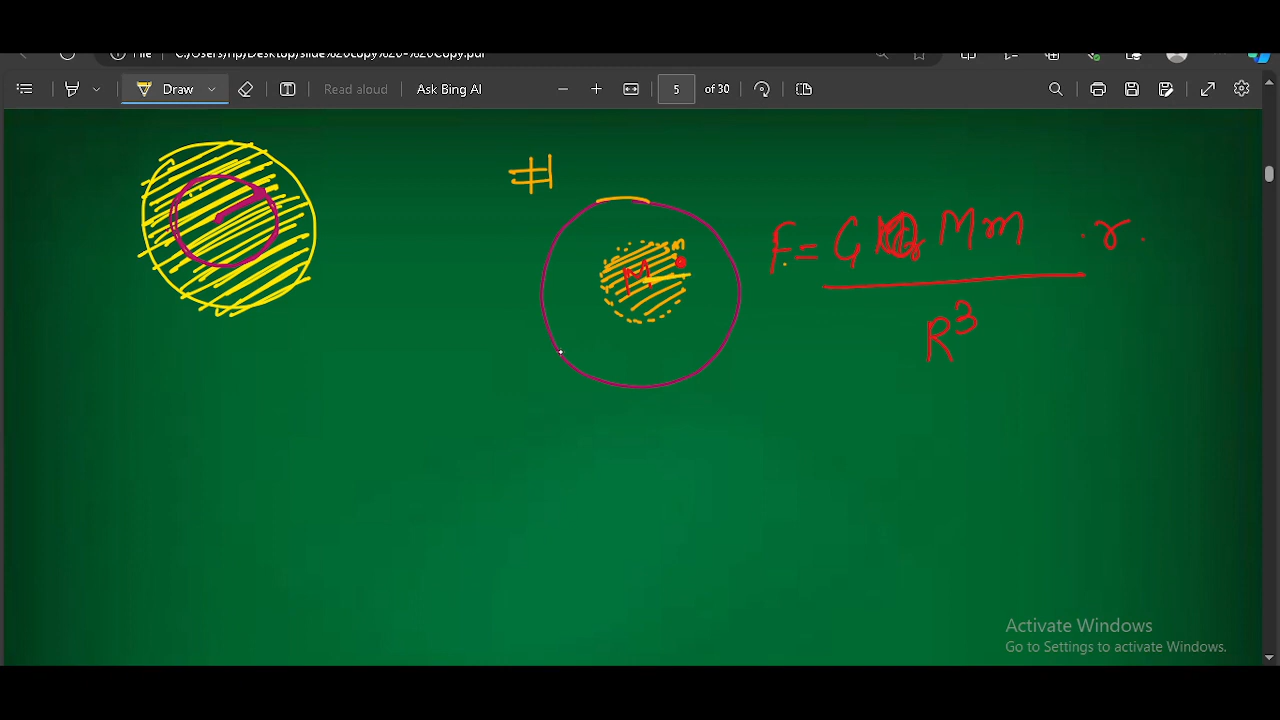 File C:/Users/hp/Desktop/slide%20copy%20-%20Copy.pdf
Draw Read aloud Ask Bing AI 5 of 30
#
m
M
F = G Mm . r .
R³
Activate Windows
Go to Settings to activate Windows.